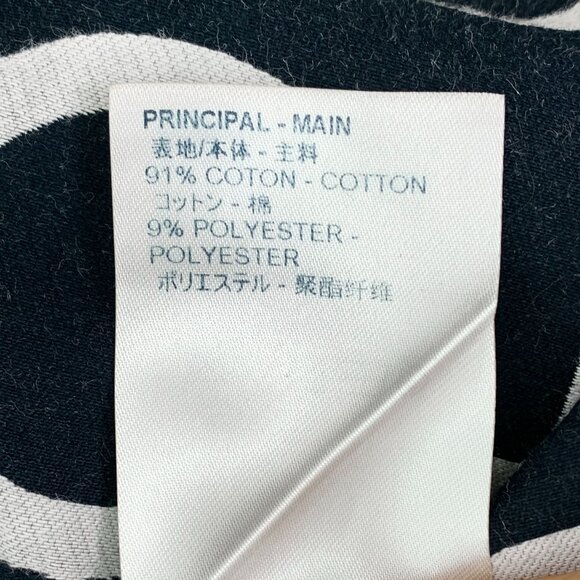 PRINCIPAL - MAIN
表地/本体 - 主料
91% COTON - COTTON
コットン - 棉
9% POLYESTER -
POLYESTER
ポリエステル - 聚酯纤维